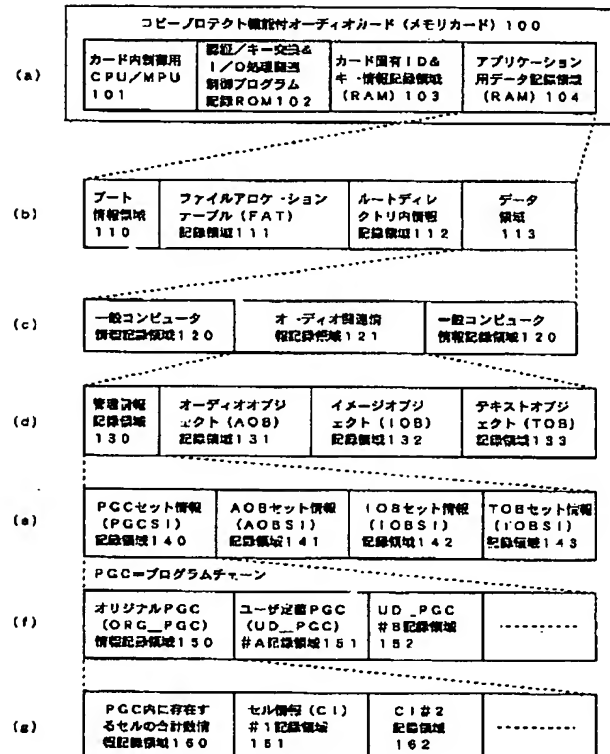 コピープロテクト機能付オーディオカード(メモリカード)100
(a)
カード内制御用
CPU/MPU
101
認証/キー交換&
I/O処理関連
制御プログラム
記録ROM102
カード固有ID&
キー情報記録領域
(RAM)103
アプリケーション
用データ記録領域
(RAM)104
(b)
ブート
情報領域
110
ファイルアロケーション
テーブル(FAT)
記録領域111
ルートディレ
クトリ内情報
記録領域112
データ
領域
113
(c)
一般コンピュータ
情報記録領域120
オーディオ関連情
報記録領域121
一般コンピュータ
情報記録領域120
(d)
管理情報
記録領域
130
オーディオオブジ
ェクト(AOB)
記録領域131
イメージオブジ
ェクト(IOB)
記録領域132
テキストオブジ
ェクト(TOB)
記録領域133
(e)
PGCセット情報
(PGCSI)
記録領域140
AOBセット情報
(AOBSI)
記録領域141
IOBセット情報
(IOBSI)
記録領域142
TOBセット情報
(TOBSI)
記録領域143
PGC=プログラムチェーン
(f)
オリジナルPGC
(ORG_PGC)
情報記録領域150
ユーザ定義PGC
(UD_PGC)
#A記録領域151
UD_PGC
#B記録領域
152
(g)
PGC内に存在す
るセルの合計数情
報記録領域160
セル情報(CI)
#1記録領域
161
CI#2
記録領域
162